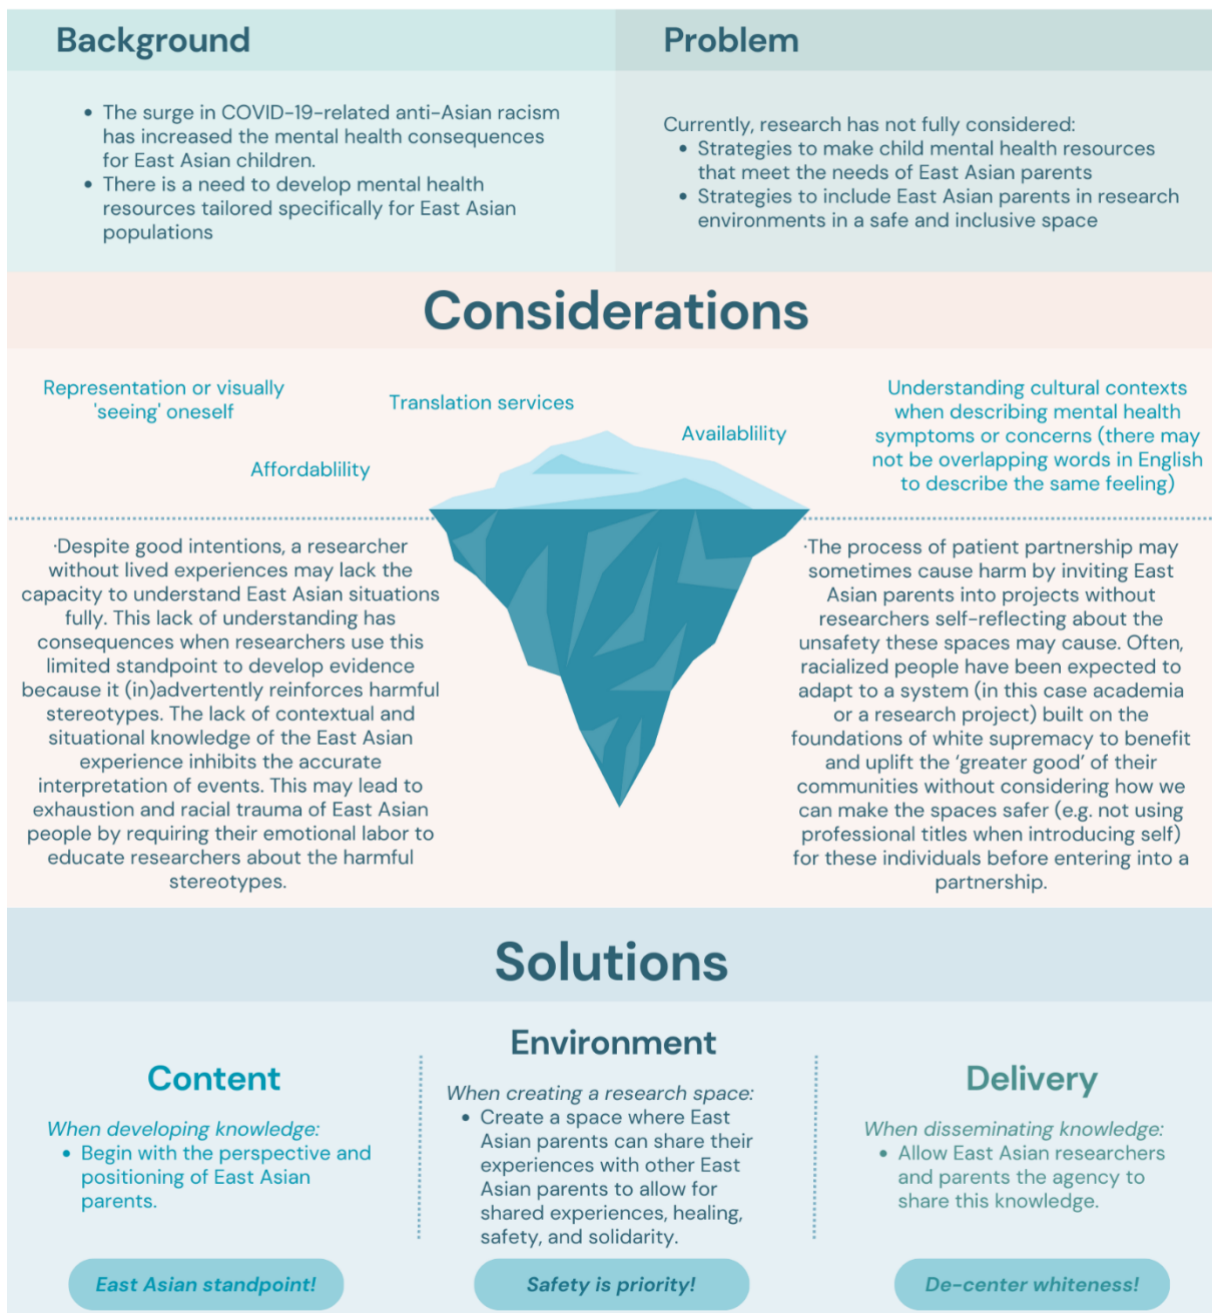 Background
The surge in COVID-19-related anti-Asian racism
has increased the mental health consequences
for East Asian children.
There is a need to develop mental health
resources tailored specifically for East Asian
populations
Problem
Currently, research has not fully considered:
Strategies to make child mental health resources
that meet the needs of East Asian parents
Strategies to include East Asian parents in research
environments in a safe and inclusive space
Considerations
Representation or visually
'seeing' oneself
Affordablility
Translation services
Availablility
Understanding cultural contexts
when describing mental health
symptoms or concerns (there may
not be overlapping words in English
to describe the same feeling)
·Despite good intentions, a researcher
without lived experiences may lack the
capacity to understand East Asian situations
fully. This lack of understanding has
consequences when researchers use this
limited standpoint to develop evidence
because it (in)advertently reinforces harmful
stereotypes. The lack of contextual and
situational knowledge of the East Asian
experience inhibits the accurate
interpretation of events. This may lead to
exhaustion and racial trauma of East Asian
people by requiring their emotional labor to
educate researchers about the harmful
stereotypes.
·The process of patient partnership may
sometimes cause harm by inviting East
Asian parents into projects without
researchers self-reflecting about the
unsafety these spaces may cause. Often,
racialized people have been expected to
adapt to a system (in this case academia
or a research project) built on the
foundations of white supremacy to benefit
and uplift the 'greater good' of their
communities without considering how we
can make the spaces safer (e.g. not using
professional titles when introducing self)
for these individuals before entering into a
partnership.
Solutions
Content
When developing knowledge:
Begin with the perspective and
positioning of East Asian
parents.
East Asian standpoint!
Environment
When creating a research space:
Create a space where East
Asian parents can share their
experiences with other East
Asian parents to allow for
shared experiences, healing,
safety, and solidarity.
Safety is priority!
Delivery
When disseminating knowledge:
Allow East Asian researchers
and parents the agency to
share this knowledge.
De-center whiteness!